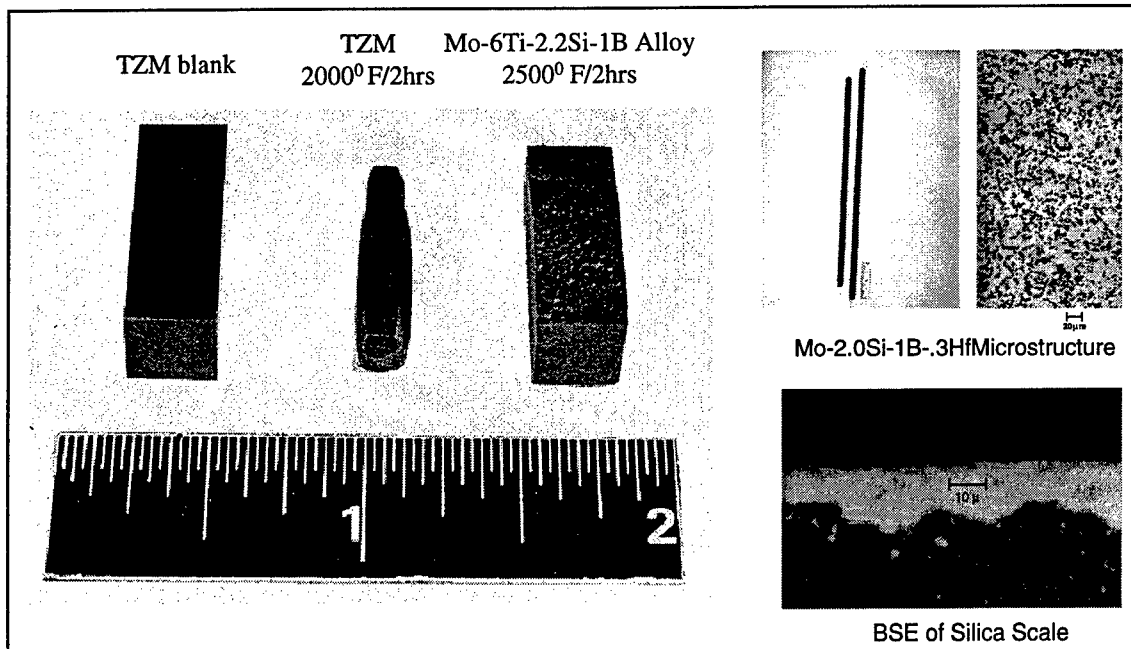 TZM blank
TZM
2000⁰ F/2hrs
Mo-6Ti-2.2Si-1B Alloy
2500⁰ F/2hrs
1
2
20μm
Mo-2.0Si-1B-.3HfMicrostructure
10 μ
BSE of Silica Scale